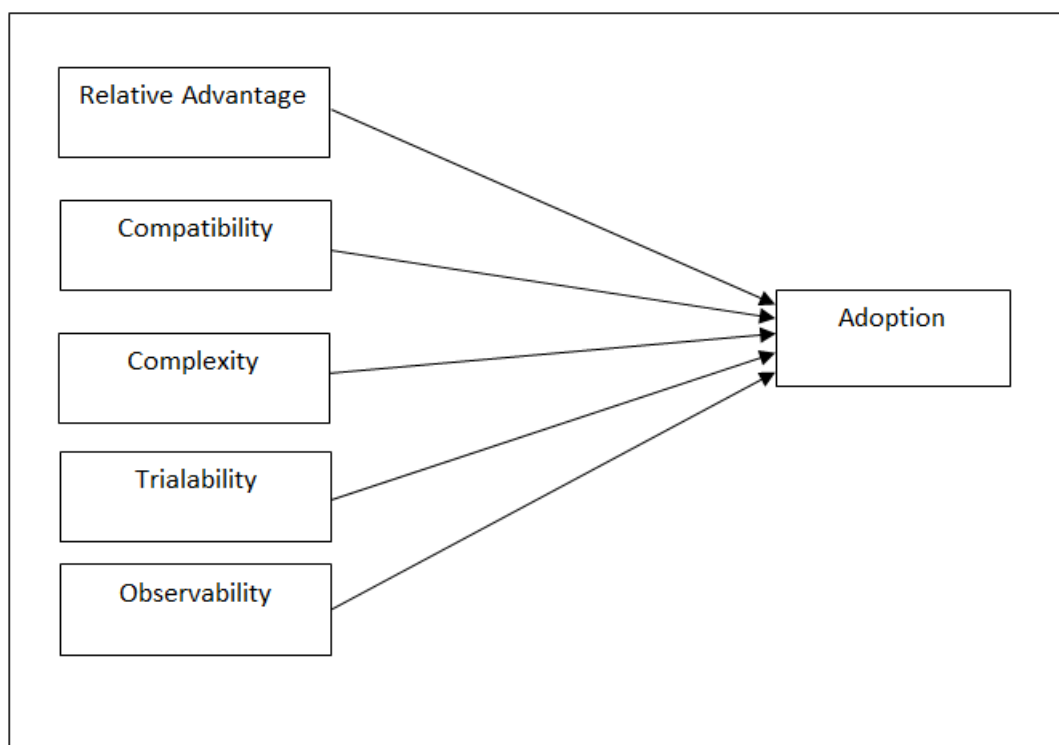 Relative Advantage
Compatibility
Complexity
Trialability
Observability
Adoption